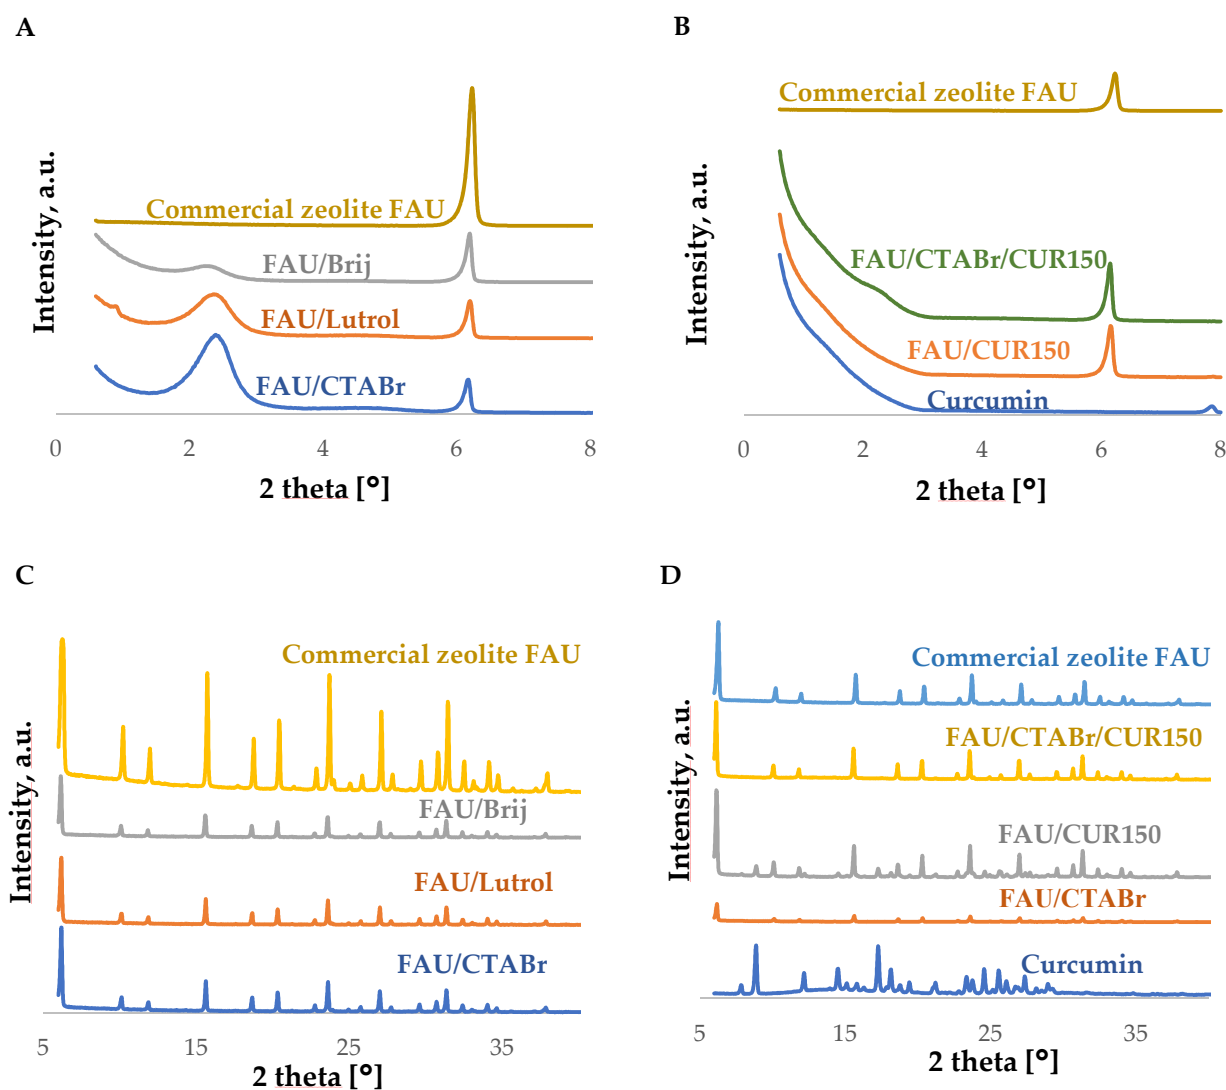 A
Intensity, a.u.
Commercial zeolite FAU
FAU/Brij
FAU/Lutrol
FAU/CTABr
0 2 4 6 8
2 theta [°]
B
Intensity, a.u.
Commercial zeolite FAU
FAU/CTABr/CUR150
FAU/CUR150
Curcumin
0 2 4 6 8
2 theta [°]
C
Intensity, a.u.
Commercial zeolite FAU
FAU/Brij
FAU/Lutrol
FAU/CTABr
5 15 25 35
2 theta [°]
D
Intensity, a.u.
Commercial zeolite FAU
FAU/CTABr/CUR150
FAU/CUR150
FAU/CTABr
Curcumin
5 15 25 35
2 theta [°]